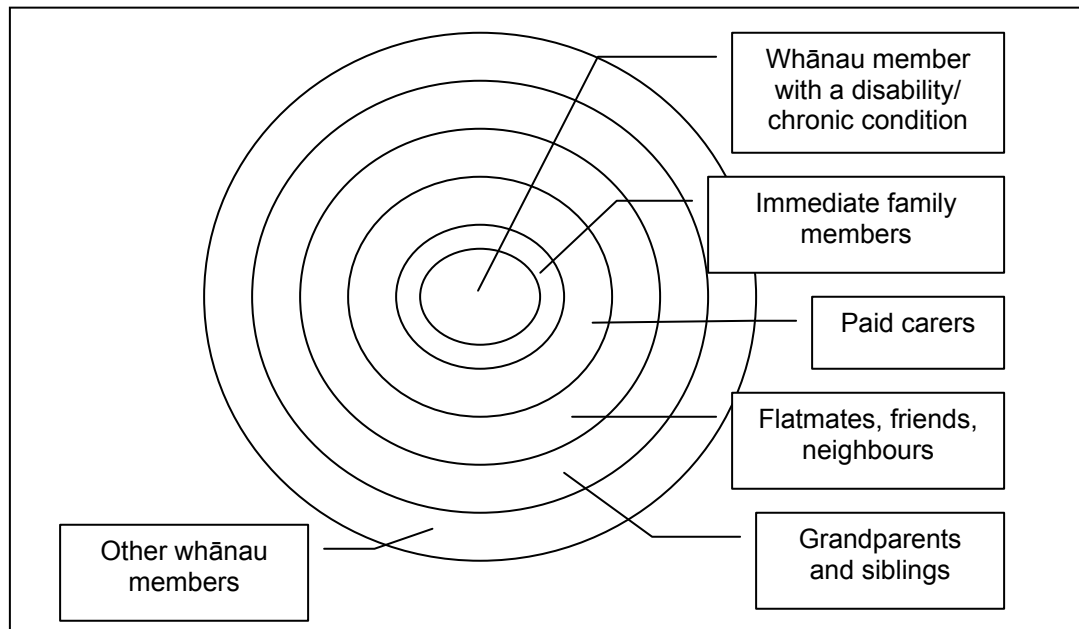 Whānau member
with a disability/
chronic condition
Immediate family
members
Paid carers
Flatmates, friends,
neighbours
Grandparents
and siblings
Other whānau
members